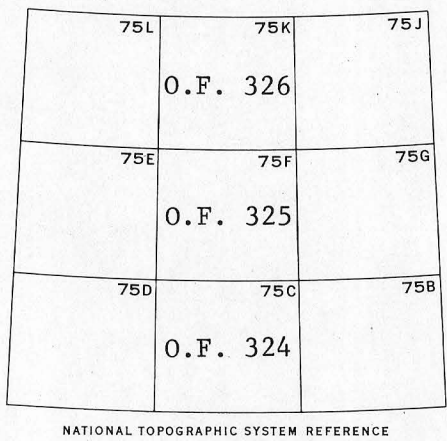 75L 75K 75J
O.F. 326
75E 75F 75G
O.F. 325
75D 75C 75B
O.F. 324
NATIONAL TOPOGRAPHIC SYSTEM REFERENCE